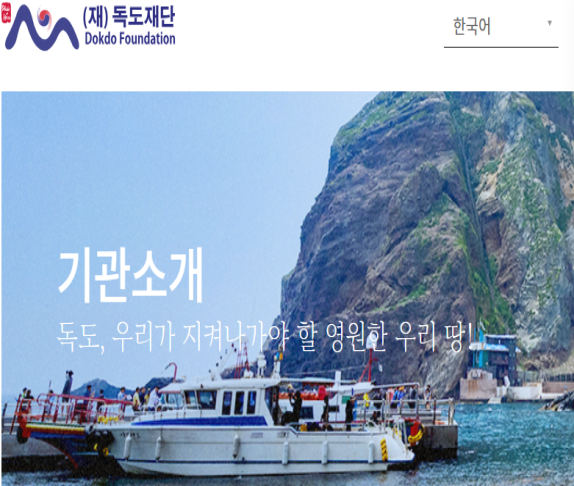 (재) 독도재단
Dokdo Foundation
한국어
기관소개
독도, 우리가 지켜나가야 할 영원한 우리 땅!